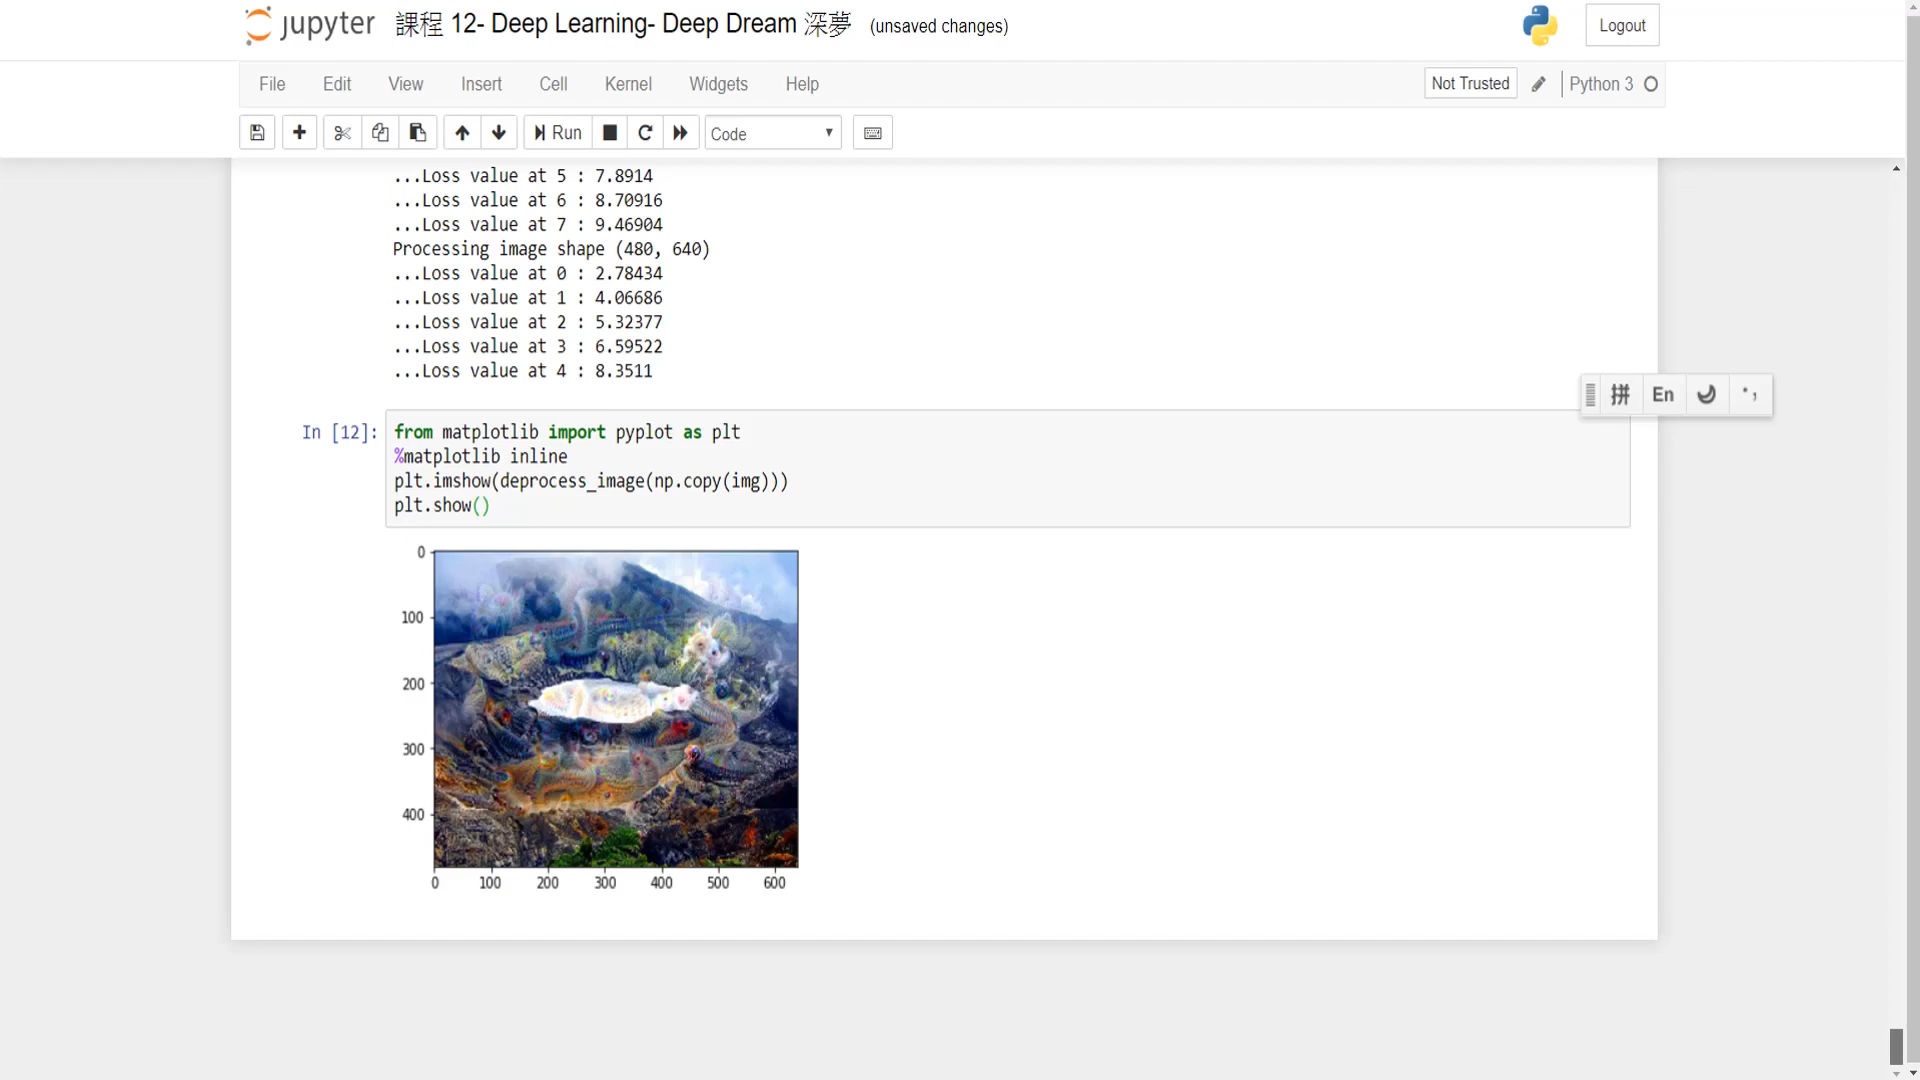 jupyter 課程 12- Deep Learning- Deep Dream 深夢 (unsaved changes) Logout
File Edit View Insert Cell Kernel Widgets Help Not Trusted Python 3
Run Code
...Loss value at 5 : 7.8914
...Loss value at 6 : 8.70916
...Loss value at 7 : 9.46904
Processing image shape (480, 640)
...Loss value at 0 : 2.78434
...Loss value at 1 : 4.06686
...Loss value at 2 : 5.32377
...Loss value at 3 : 6.59522
...Loss value at 4 : 8.3511
拼 En
In [12]: from matplotlib import pyplot as plt
%matplotlib inline
plt.imshow(deprocess_image(np.copy(img)))
plt.show()
0
100
200
300
400
0 100 200 300 400 500 600